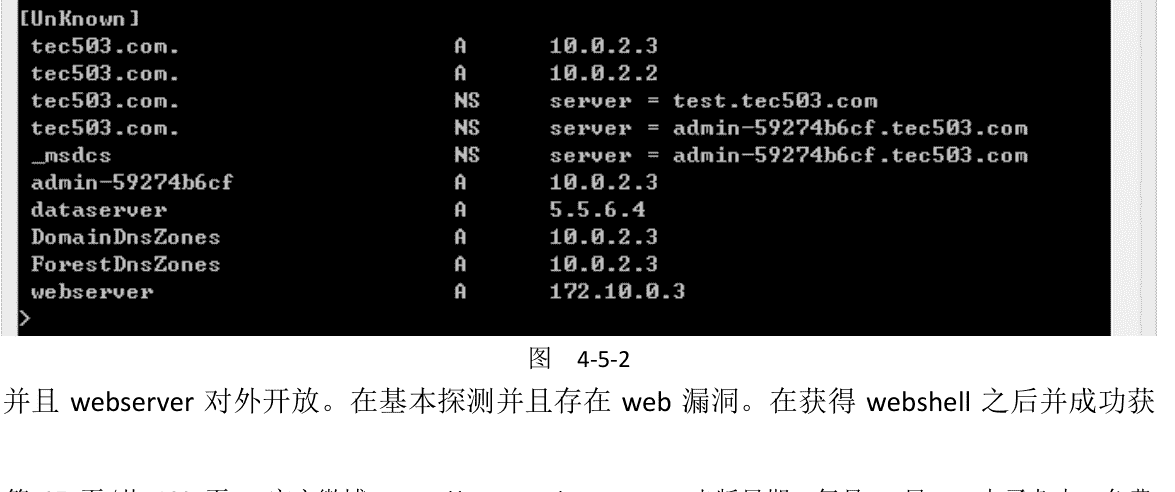 [UnKnown]
tec503.com. A 10.0.2.3
tec503.com. A 10.0.2.2
tec503.com. NS server = test.tec503.com
tec503.com. NS server = admin-59274b6cf.tec503.com
_msdcs NS server = admin-59274b6cf.tec503.com
admin-59274b6cf A 10.0.2.3
dataserver A 5.5.6.4
DomainDnsZones A 10.0.2.3
ForestDnsZones A 10.0.2.3
webserver A 172.10.0.3
>
图 4-5-2
并且 webserver 对外开放。在基本探测并且存在 web 漏洞。在获得 webshell 之后并成功获